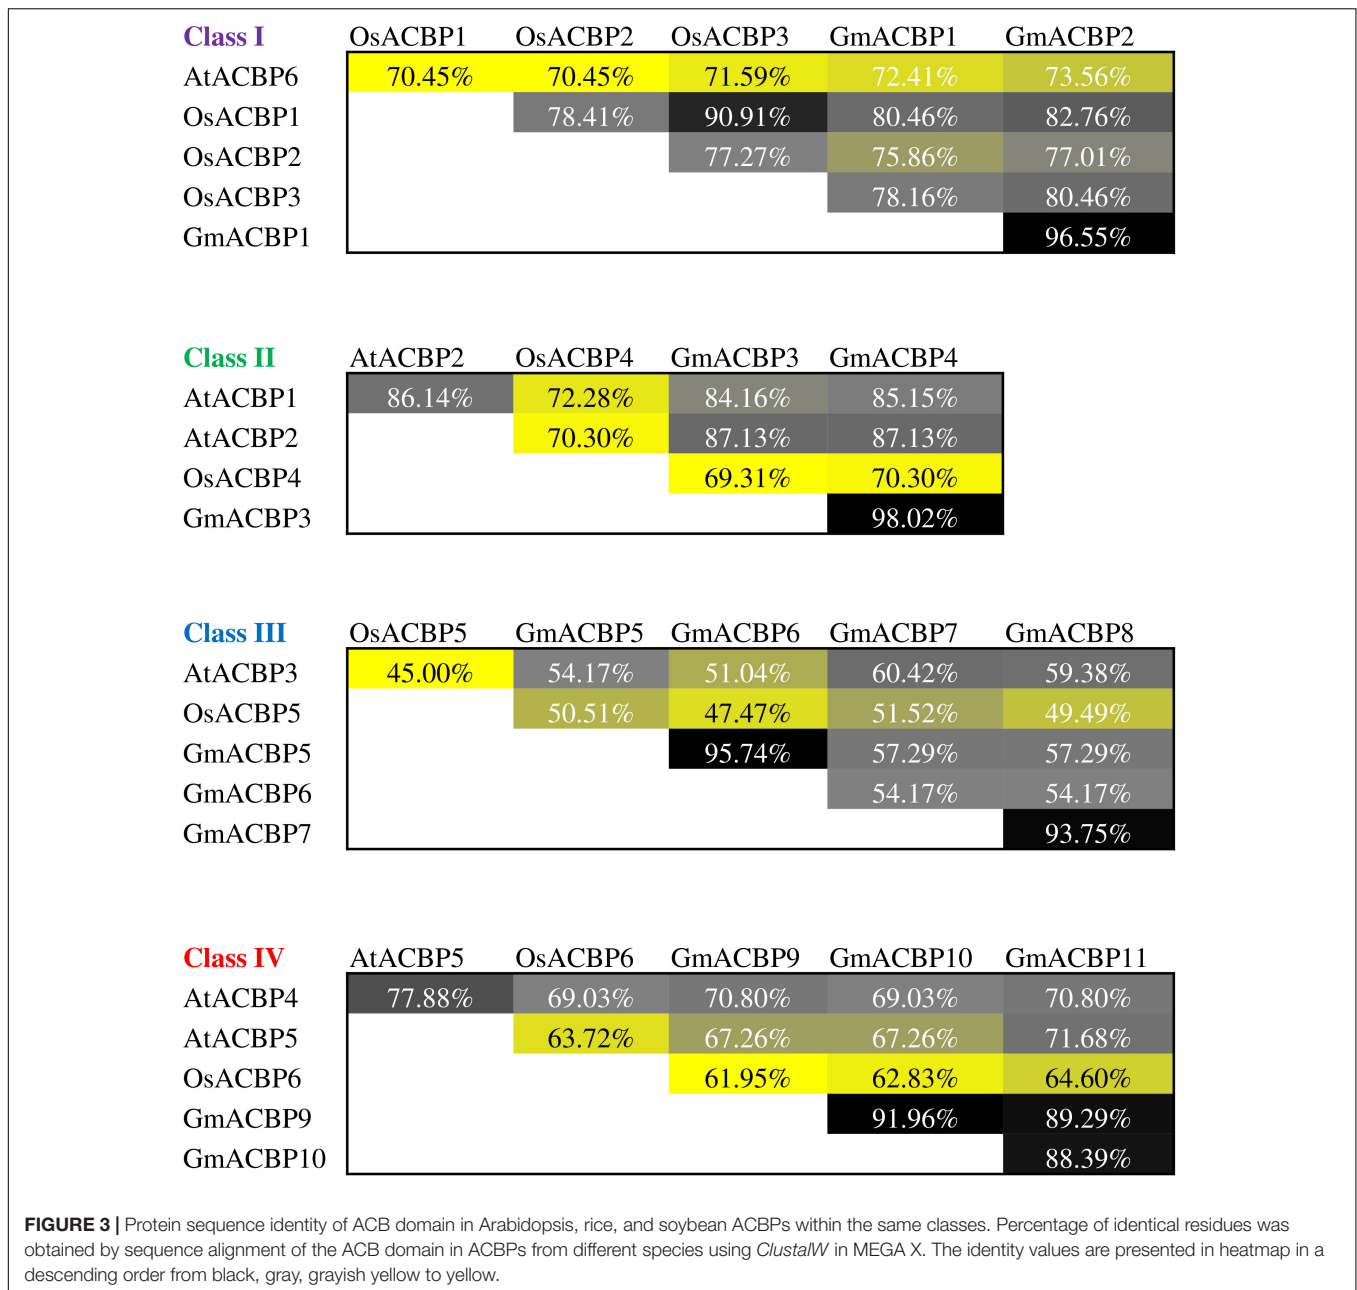 Class I OsACBP1 OsACBP2 OsACBP3 GmACBP1 GmACBP2
AtACBP6 70.45% 70.45% 71.59% 72.41% 73.56%
OsACBP1 78.41% 90.91% 80.46% 82.76%
OsACBP2 77.27% 75.86% 77.01%
OsACBP3 78.16% 80.46%
GmACBP1 96.55%
Class II AtACBP2 OsACBP4 GmACBP3 GmACBP4
AtACBP1 86.14% 72.28% 84.16% 85.15%
AtACBP2 70.30% 87.13% 87.13%
OsACBP4 69.31% 70.30%
GmACBP3 98.02%
Class III OsACBP5 GmACBP5 GmACBP6 GmACBP7 GmACBP8
AtACBP3 45.00% 54.17% 51.04% 60.42% 59.38%
OsACBP5 50.51% 47.47% 51.52% 49.49%
GmACBP5 95.74% 57.29% 57.29%
GmACBP6 54.17% 54.17%
GmACBP7 93.75%
Class IV AtACBP5 OsACBP6 GmACBP9 GmACBP10 GmACBP11
AtACBP4 77.88% 69.03% 70.80% 69.03% 70.80%
AtACBP5 63.72% 67.26% 67.26% 71.68%
OsACBP6 61.95% 62.83% 64.60%
GmACBP9 91.96% 89.29%
GmACBP10 88.39%
FIGURE 3 | Protein sequence identity of ACB domain in Arabidopsis, rice, and soybean ACBPs within the same classes. Percentage of identical residues was
obtained by sequence alignment of the ACB domain in ACBPs from different species using ClustalW in MEGA X. The identity values are presented in heatmap in a
descending order from black, gray, grayish yellow to yellow.